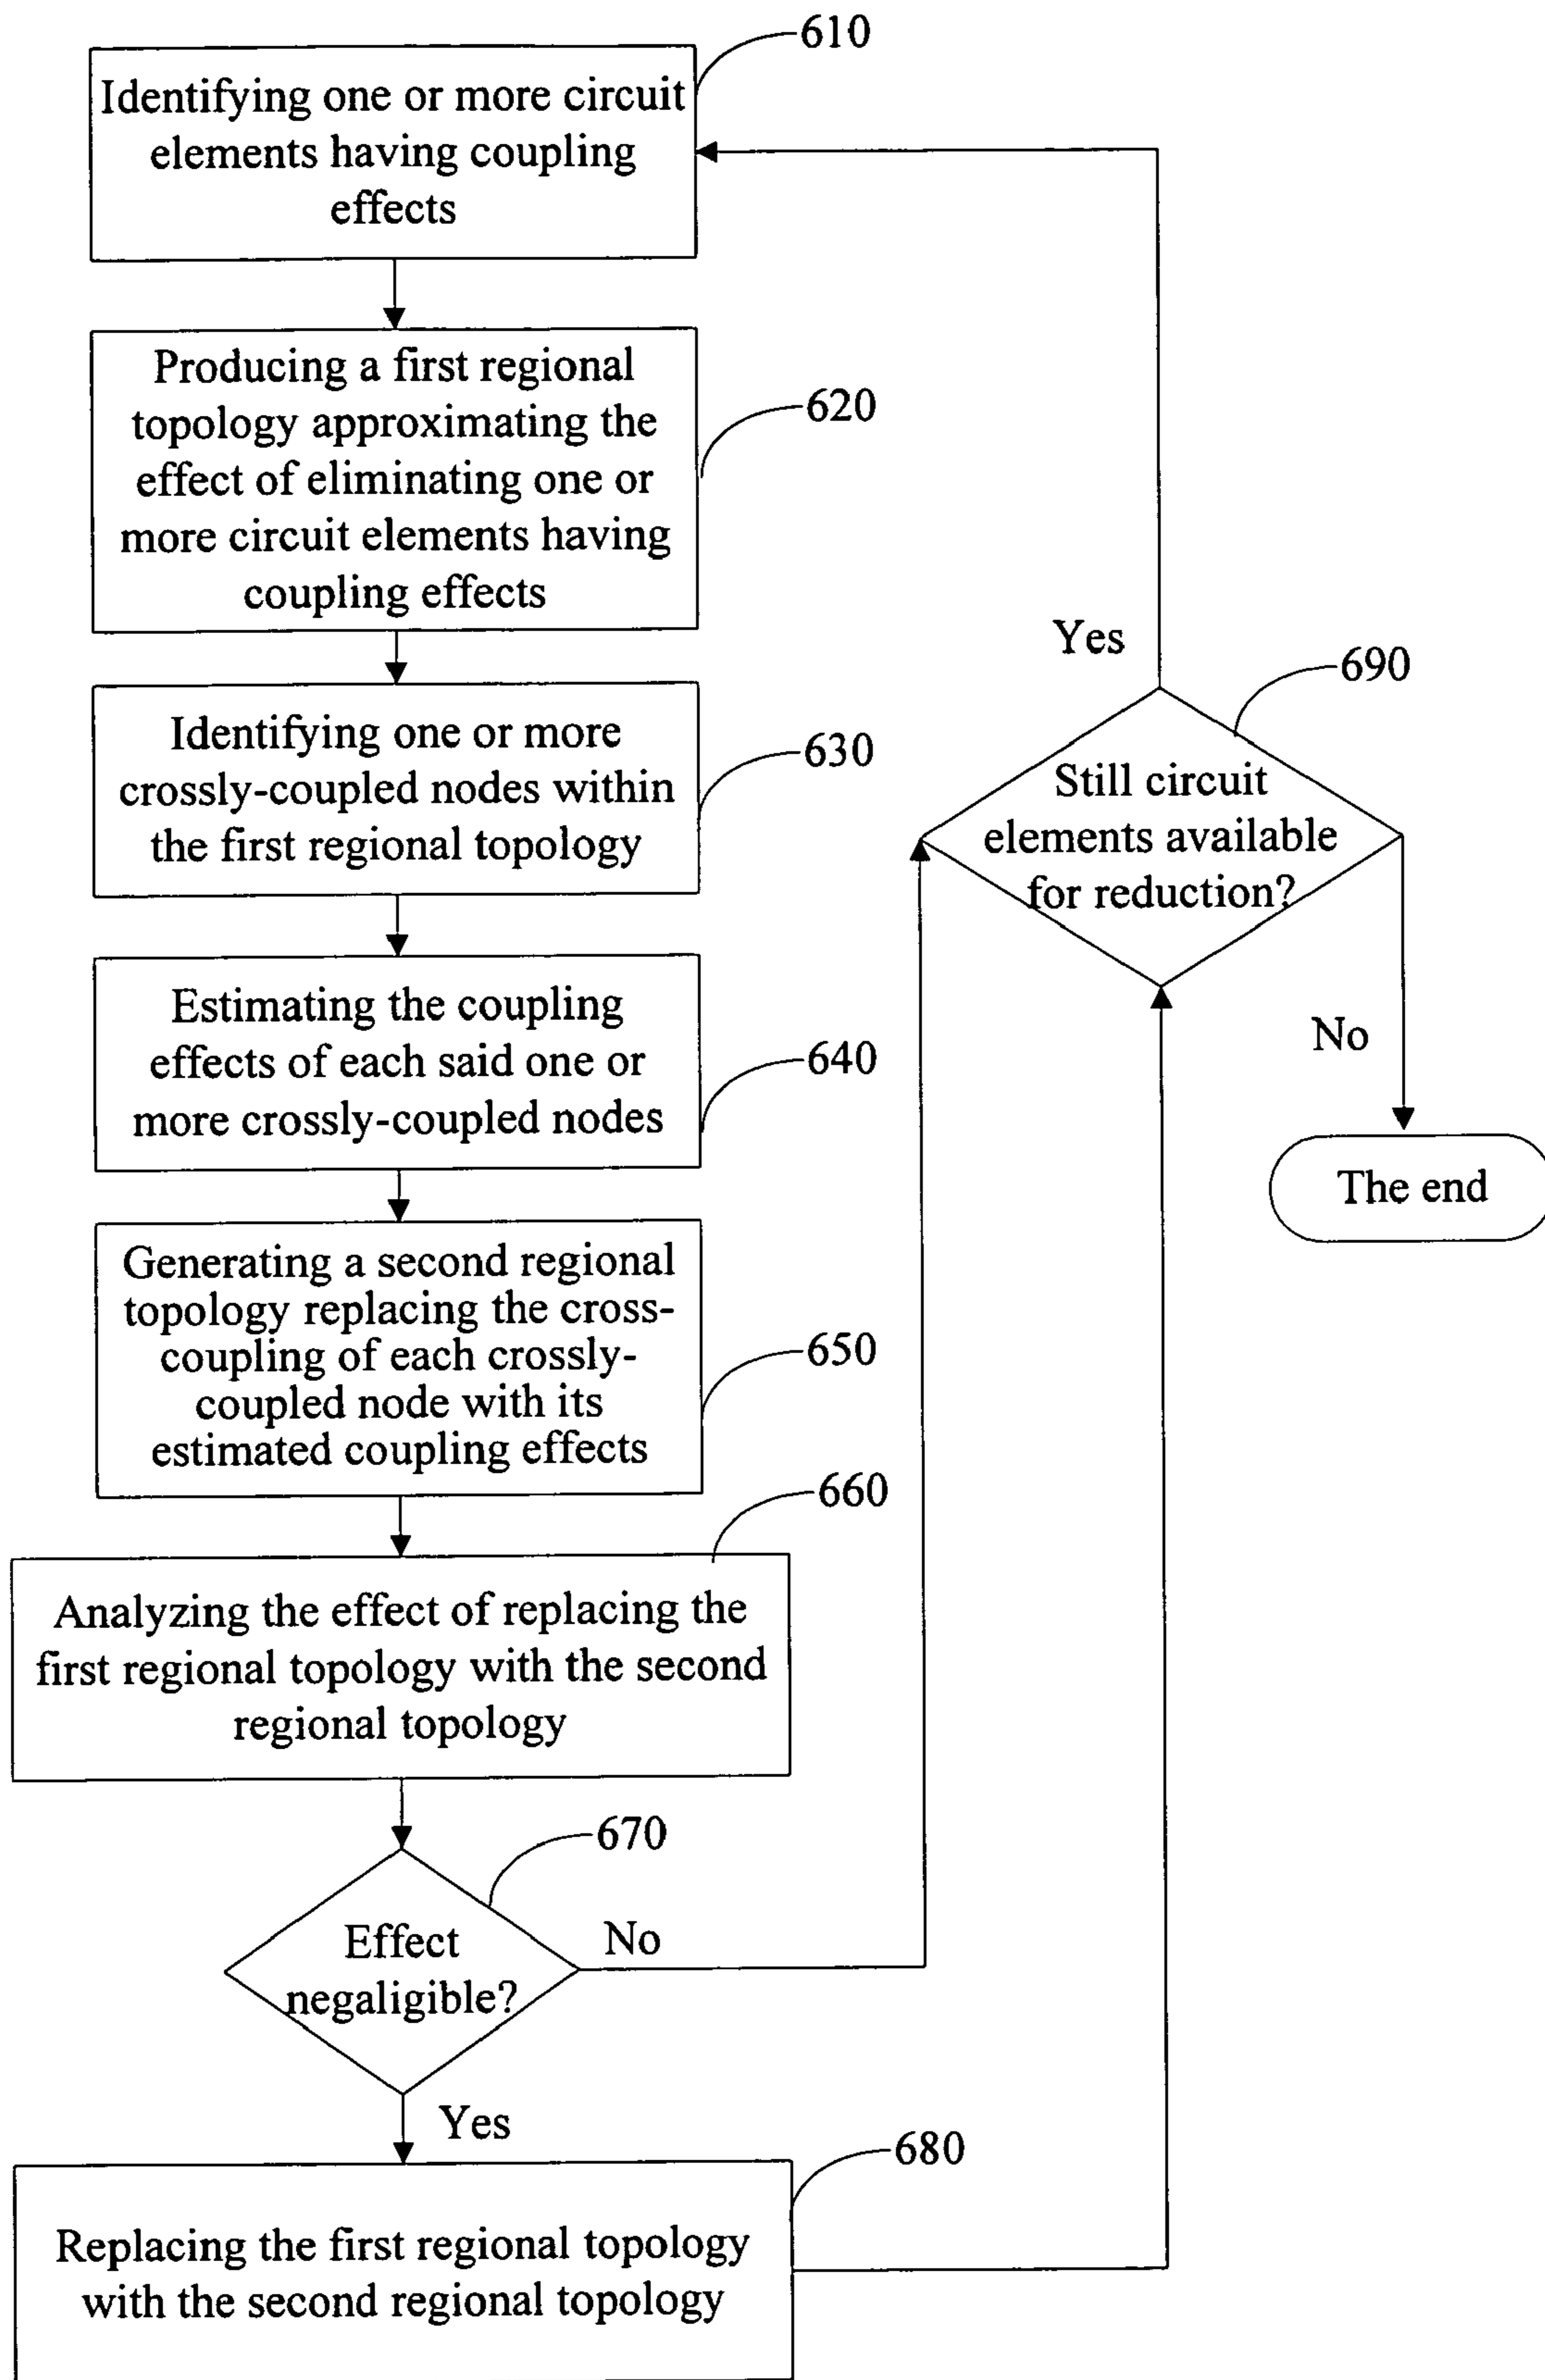 610
Identifying one or more circuit
elements having coupling
effects
Producing a first regional
topology approximating the
effect of eliminating one or
more circuit elements having
coupling effects
620
Identifying one or more
crossly-coupled nodes within
the first regional topology
630
Estimating the coupling
effects of each said one or
more crossly-coupled nodes
640
Generating a second regional
topology replacing the cross-
coupling of each crossly-
coupled node with its
estimated coupling effects
650
660
Analyzing the effect of replacing the
first regional topology with the second
regional topology
670
Effect
negaligible?
No
Yes
680
Replacing the first regional topology
with the second regional topology
Yes
690
Still circuit
elements available
for reduction?
No
The end